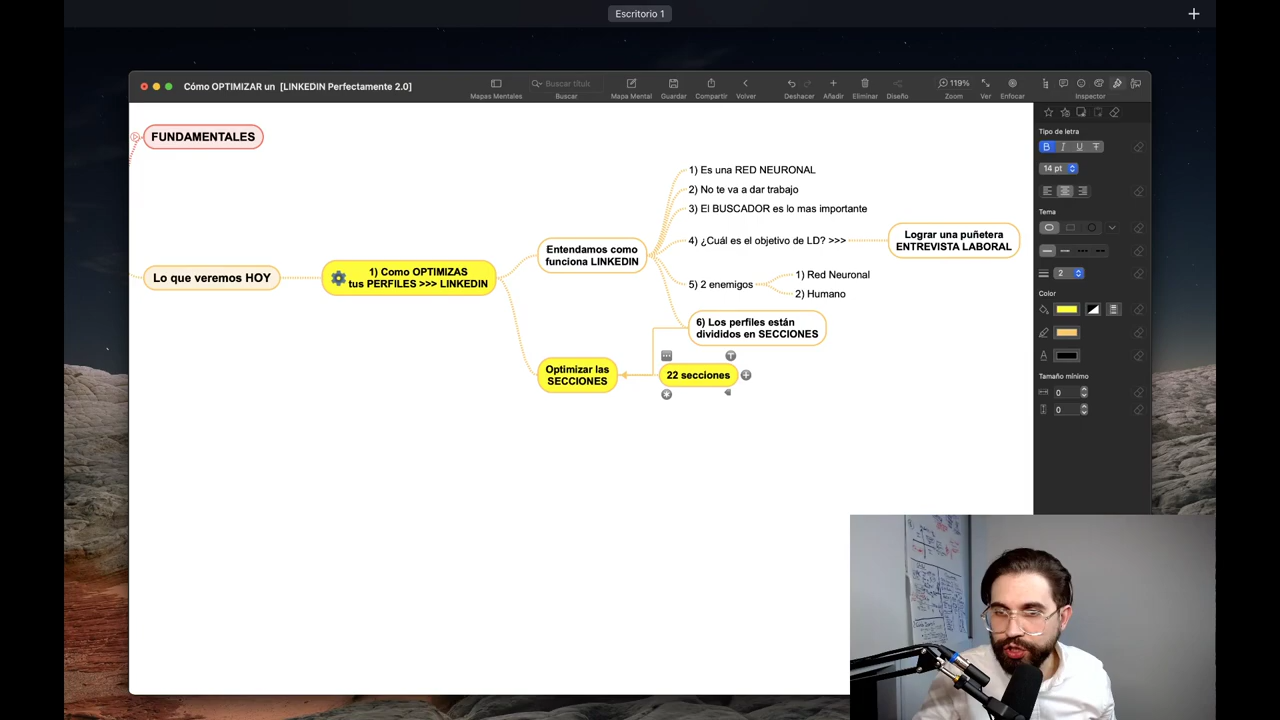 Escritorio 1
Cómo OPTIMIZAR un [LINKEDIN Perfectamente 2.0]
Mapas Mentales
Buscar títulc
Buscar
Mapa Mental
Guardar
Compartir
Volver
Deshacer
Añadir
Eliminar
Diseño
119%
Zoom
Ver
Enfocar
Inspector
FUNDAMENTALES
Lo que veremos HOY
1) Como OPTIMIZAS
tus PERFILES >>> LINKEDIN
Entendamos como
funciona LINKEDIN
1) Es una RED NEURONAL
2) No te va a dar trabajo
3) El BUSCADOR es lo mas importante
4) ¿Cuál es el objetivo de LD? >>>
Lograr una puñetera
ENTREVISTA LABORAL
5) 2 enemigos
1) Red Neuronal
2) Humano
6) Los perfiles están
divididos en SECCIONES
Optimizar las
SECCIONES
22 secciones
Tipo de letra
B I U T
14 pt
Tema
2
Color
A
Tamaño mínimo
0
0